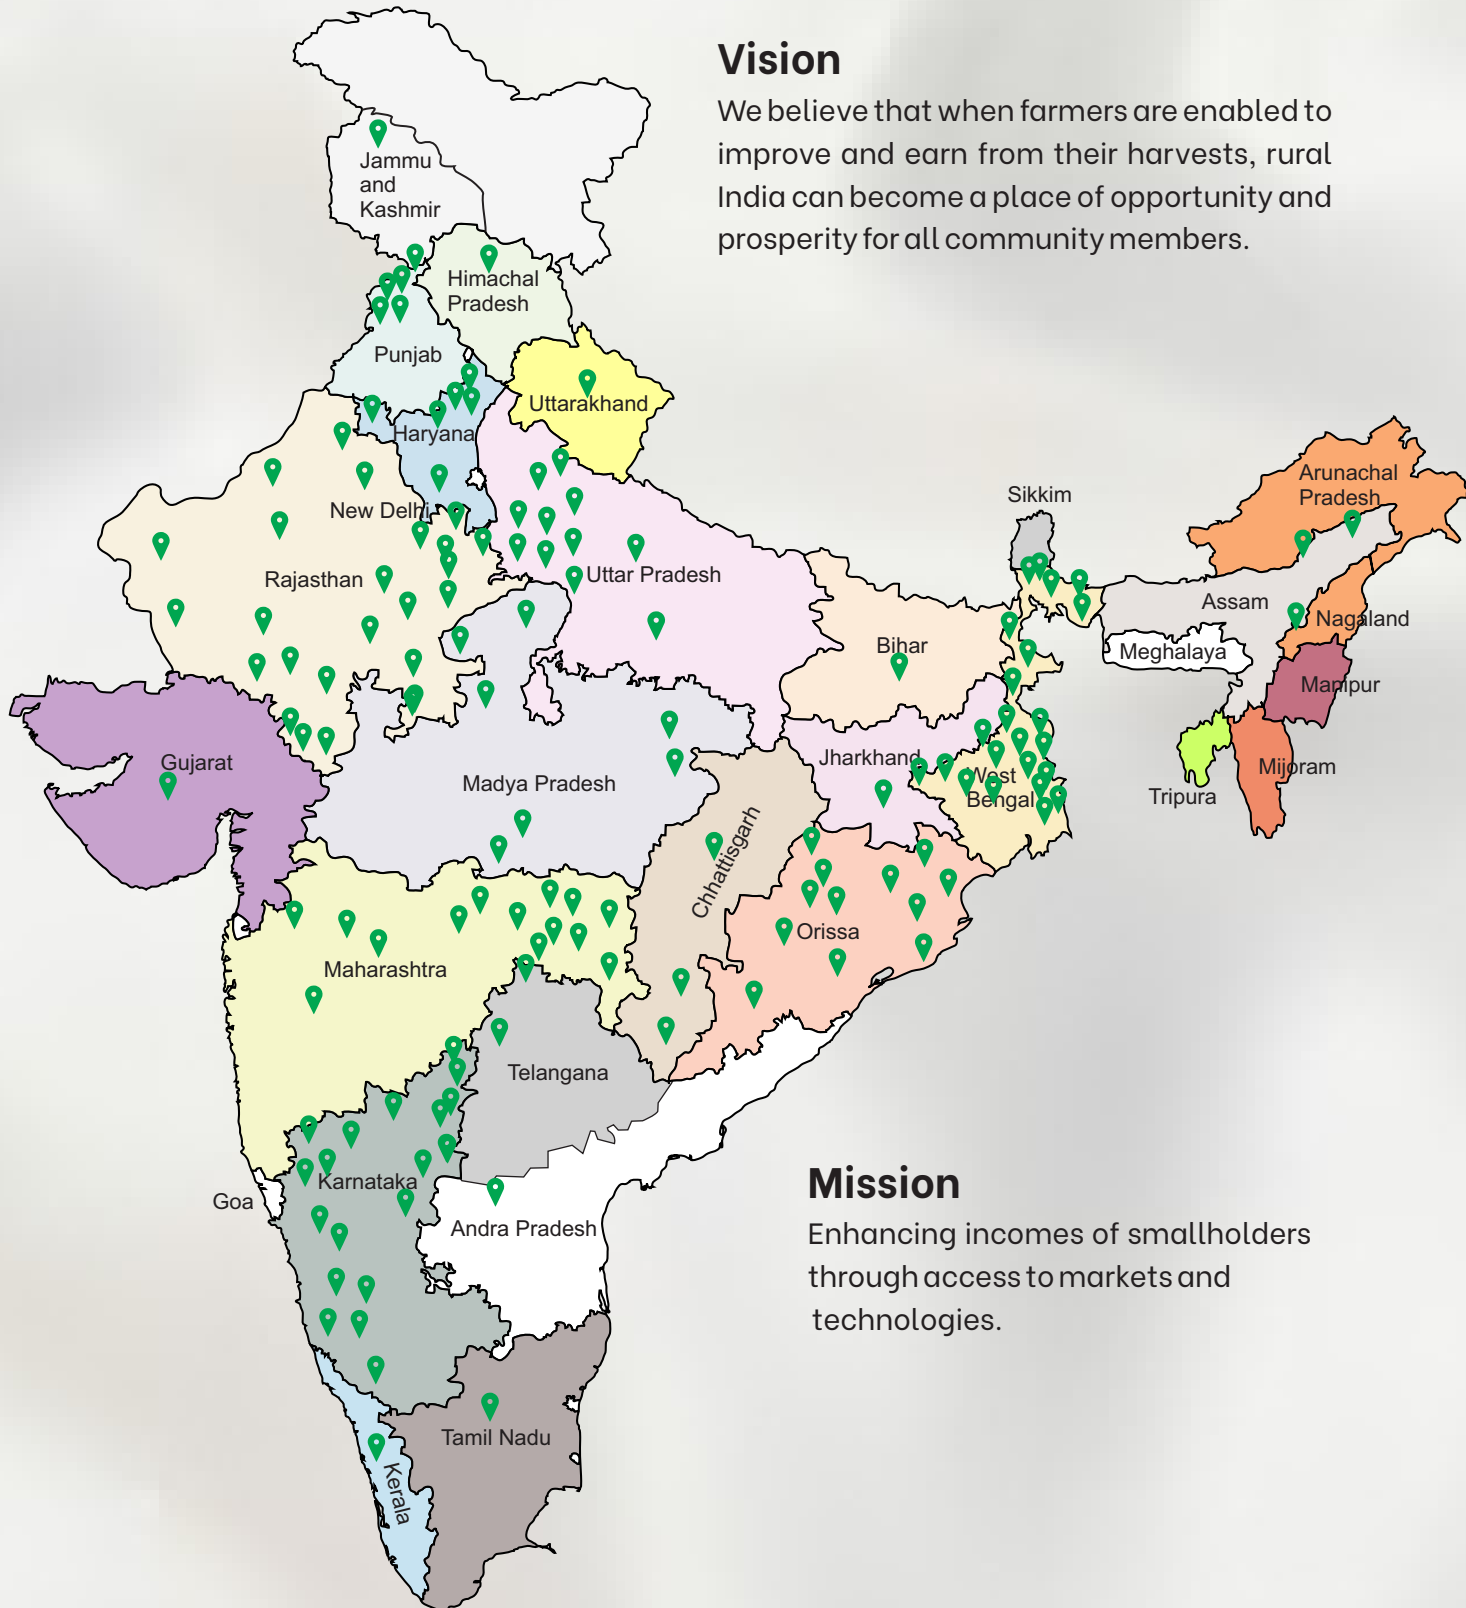 Vision
We believe that when farmers are enabled to
improve and earn from their harvests, rural
India can become a place of opportunity and
prosperity for all community members.
Jammu
and
Kashmir
Himachal
Pradesh
Punjab
Uttarakhand
Haryana
New Delhi
Rajasthan
Uttar Pradesh
Sikkim
Arunachal
Pradesh
Assam
Nagaland
Meghalaya
Manipur
Bihar
Gujarat
Madya Pradesh
Jharkhand
West
Bengal
Tripura
Mijoram
Chhattisgarh
Orissa
Maharashtra
Telangana
Karnataka
Goa
Andra Pradesh
Mission
Enhancing incomes of smallholders
through access to markets and
technologies.
Tamil Nadu
Kerala